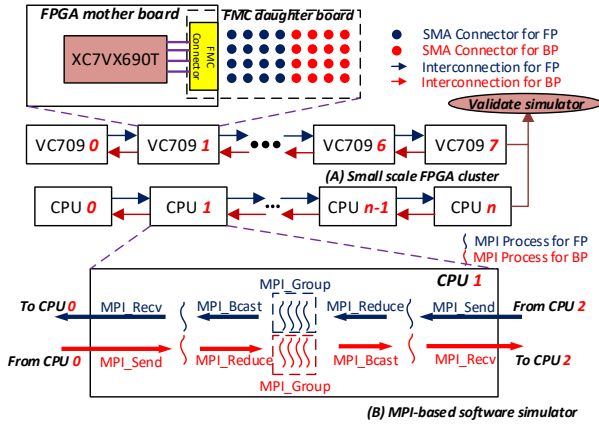 FPGA mother board
FMC daughter board
XC7VX690T
FMC
Connector
SMA Connector for FP
SMA Connector for BP
Interconnection for FP
Interconnection for BP
Validate simulator
VC709 0
VC709 1
VC709 6
VC709 7
(A) Small scale FPGA cluster
CPU 0
CPU 1
...
CPU n-1
CPU n
MPI Process for FP
MPI Process for BP
CPU 1
MPI_Group
To CPU 0
MPI_Recv
MPI_Bcast
MPI_Reduce
MPI_Send
From CPU 2
From CPU 0
MPI_Send
MPI_Reduce
MPI_Bcast
MPI_Recv
To CPU 2
MPI_Group
(B) MPI-based software simulator